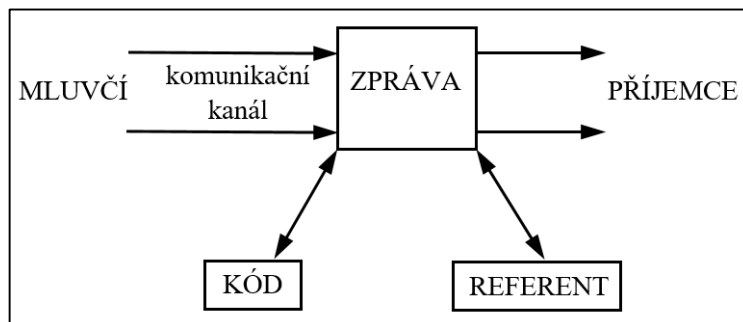 MLUVČÍ
komunikační
kanál
ZPRÁVA
PŘÍJEMCE
KÓD
REFERENT